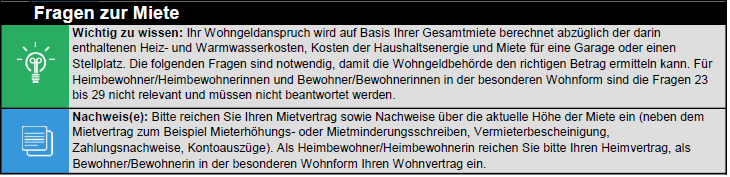 Fragen zur Miete
Wichtig zu wissen: Ihr Wohngeldanspruch wird auf Basis Ihrer Gesamtmiete berechnet abzüglich der darin
enthaltenen Heiz- und Warmwasserkosten, Kosten der Haushaltsenergie und Miete für eine Garage oder einen
Stellplatz. Die folgenden Fragen sind notwendig, damit die Wohngeldbehörde den richtigen Betrag ermitteln kann. Für
Heimbewohner/Heimbewohnerinnen und Bewohner/Bewohnerinnen in der besonderen Wohnform sind die Fragen 23
bis 29 nicht relevant und müssen nicht beantwortet werden.
Nachweis(e): Bitte reichen Sie Ihren Mietvertrag sowie Nachweise über die aktuelle Höhe der Miete ein (neben dem
Mietvertrag zum Beispiel Mieterhöhungs- oder Mietminderungsschreiben, Vermieterbescheinigung,
Zahlungsnachweise, Kontoauszüge). Als Heimbewohner/Heimbewohnerin reichen Sie bitte Ihren Heimvertrag, als
Bewohner/Bewohnerin in der besonderen Wohnform Ihren Wohnvertrag ein.